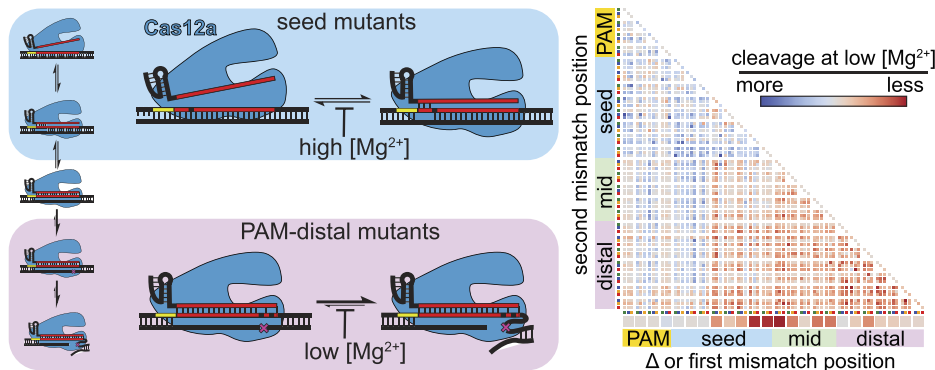 seed mutants
Cas12a
high [Mg²⁺]
PAM-distal mutants
low [Mg²⁺]
cleavage at low [Mg²⁺]
more less
second mismatch position
PAM
seed
mid
distal
PAM seed mid distal
Δ or first mismatch position